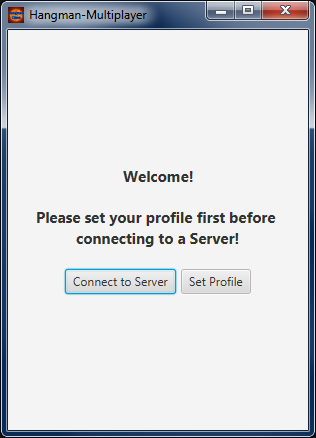 Hangman-Multiplayer
Welcome!
Please set your profile first before
connecting to a Server!
Connect to Server Set Profile